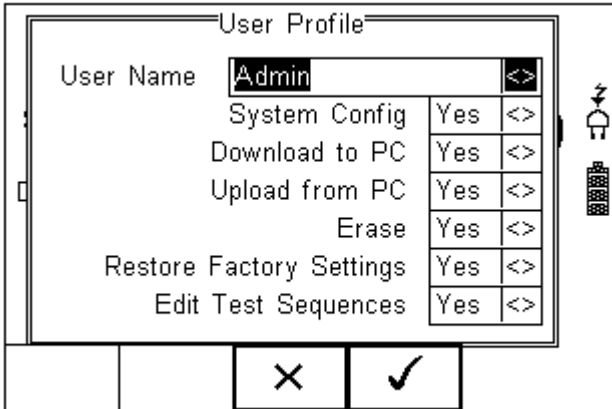 User Profile
User Name Admin <>
System Config Yes <>
Download to PC Yes <>
Upload from PC Yes <>
Erase Yes <>
Restore Factory Settings Yes <>
Edit Test Sequences Yes <>